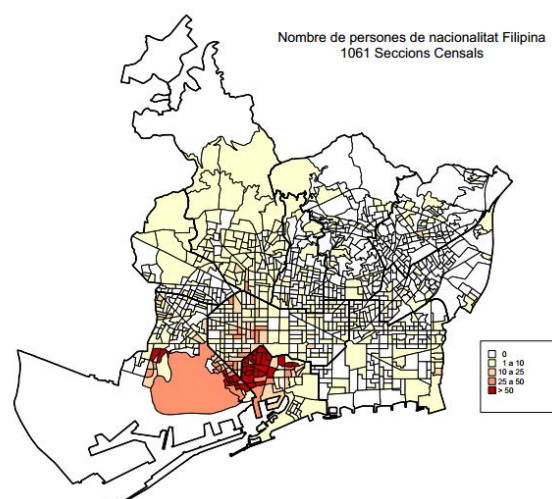 Nombre de persones de nacionalitat Filipina
1061 Seccions Censals
0
1 a 10
10 a 25
25 a 50
> 50